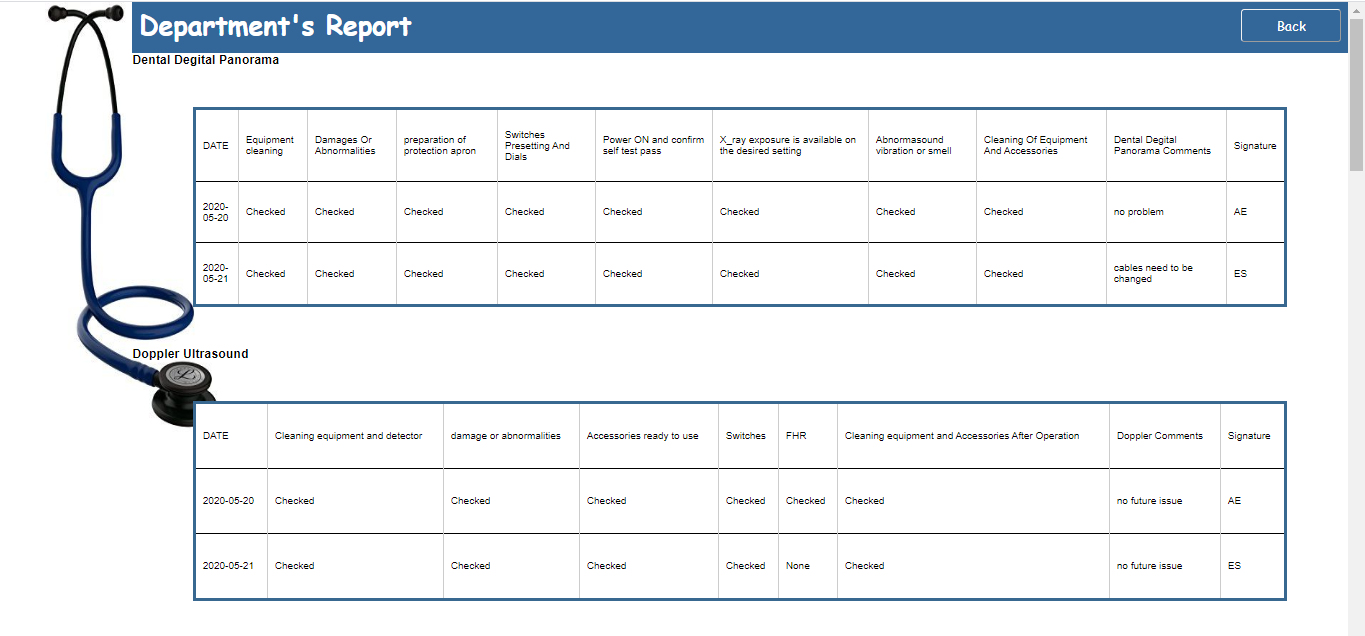 Department's Report
Back
Dental Degital Panorama
DATE
Equipment
cleaning
Damages Or
Abnormalities
preparation of
protection apron
Switches
Presetting And
Dials
Power ON and confirm
self test pass
X_ray exposure is available on
the desired setting
Abnormasound
vibration or smell
Cleaning Of Equipment
And Accessories
Dental Degital
Panorama Comments
Signature
2020-
05-20
Checked
Checked
Checked
Checked
Checked
Checked
Checked
Checked
no problem
AE
2020-
05-21
Checked
Checked
Checked
Checked
Checked
Checked
Checked
Checked
cables need to be
changed
ES
Doppler Ultrasound
DATE
Cleaning equipment and detector
damage or abnormalities
Accessories ready to use
Switches
FHR
Cleaning equipment and Accessories After Operation
Doppler Comments
Signature
2020-05-20
Checked
Checked
Checked
Checked
Checked
Checked
no future issue
AE
2020-05-21
Checked
Checked
Checked
Checked
None
Checked
no future issue
ES